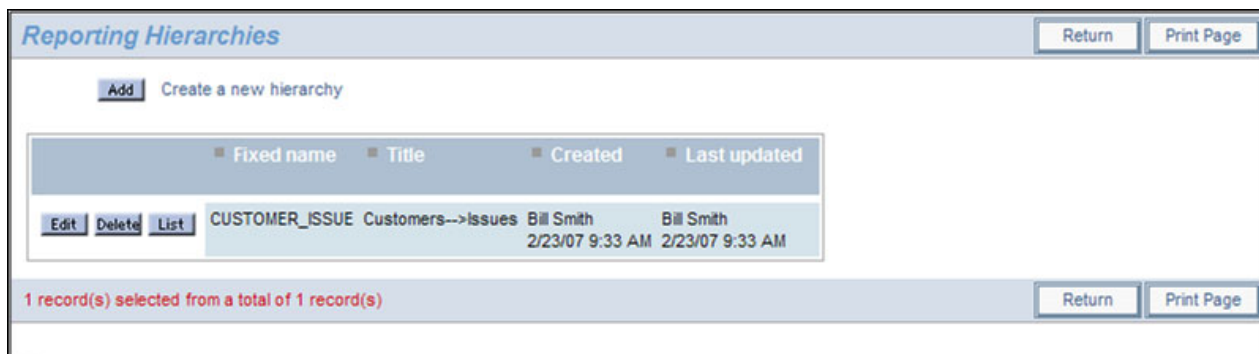 Reporting Hierarchies Return Print Page
Add Create a new hierarchy
Fixed name Title Created Last updated
Edit Delete List CUSTOMER_ISSUE Customers-->Issues Bill Smith Bill Smith
2/23/07 9:33 AM 2/23/07 9:33 AM
1 record(s) selected from a total of 1 record(s) Return Print Page